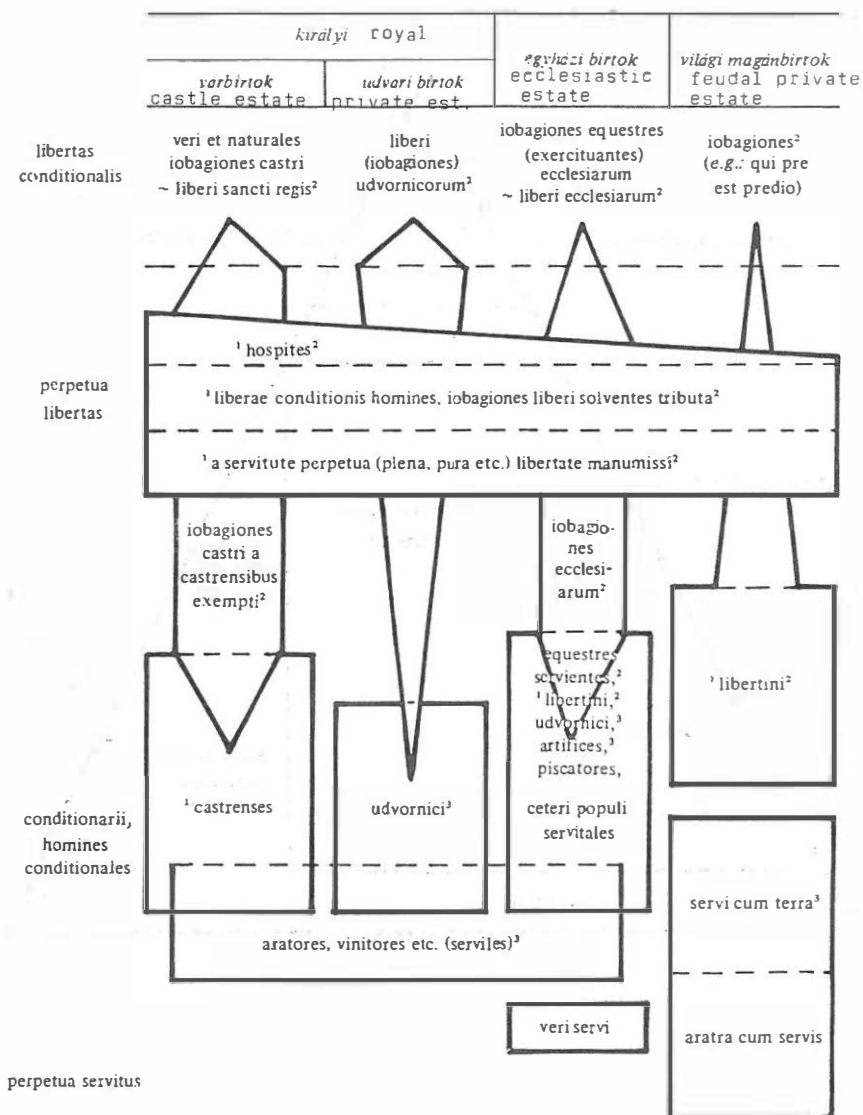 királyi royal
várbirtok
castle estate
udvari birtok
private est.
egyházi birtok
ecclesiastic
estate
világi magánbirtok
feudal private
estate
libertas
conditionalis
veri et naturales
iobagiones castri
~ liberi sancti regis²
liberi
(iobagiones)
udvornicorum³
iobagiones equestres
(exercituantes)
ecclesiarum
~ liberi ecclesiarum²
iobagiones²
(e.g.: qui pre
est predio)
perpetua
libertas
¹ hospites²
¹ liberae conditionis homines, iobagiones liberi solventes tributa²
¹ a servitute perpetua (plena, pura etc.) libertate manumissi²
iobagiones
castri a
castrensibus
exempti²
iobagio-
nes
ecclesi-
arum²
equestres
servientes,²
¹ libertini,²
udvornici,³
artifices,³
piscatores,
ceteri populi
servitales
¹ libertini²
conditionarii,
homines
conditionales
¹ castrenses
udvornici³
servi cum terra³
aratores, vinitores etc. (serviles)³
veri servi
aratra cum servis
perpetua servitus